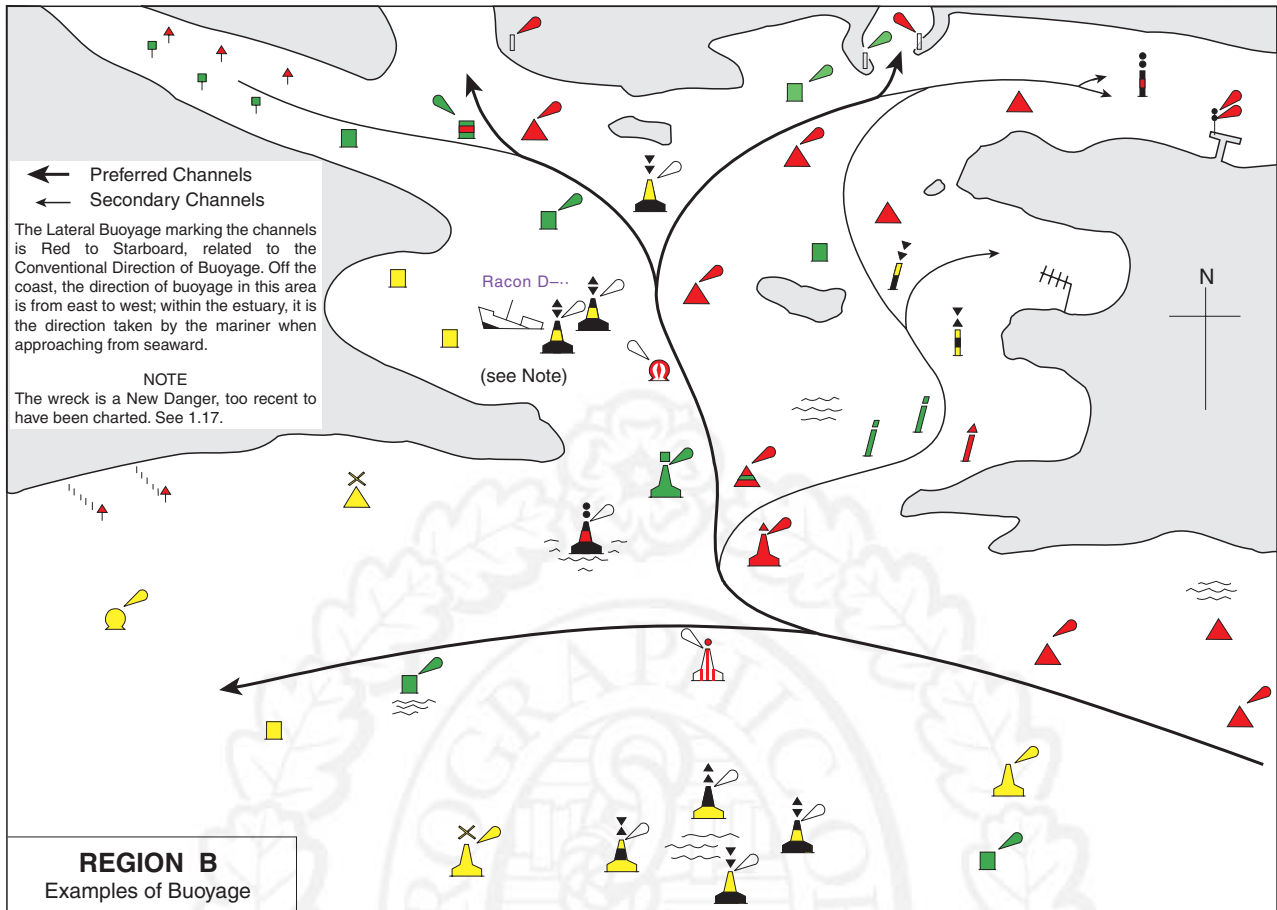 Preferred Channels
Secondary Channels
The Lateral Buoyage marking the channels
is Red to Starboard, related to the
Conventional Direction of Buoyage. Off the
coast, the direction of buoyage in this area
is from east to west; within the estuary, it is
the direction taken by the mariner when
approaching from seaward.
NOTE
The wreck is a New Danger, too recent to
have been charted. See 1.17.
Racon D–··
(see Note)
N
REGION B
Examples of Buoyage